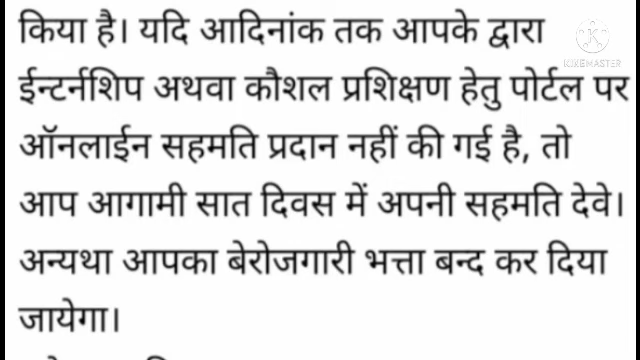 किया है। यदि आदिनांक तक आपके द्वारा
ईन्टर्नशिप अथवा कौशल प्रशिक्षण हेतु पोर्टल पर
ऑनलाईन सहमति प्रदान नहीं की गई है, तो
आप आगामी सात दिवस में अपनी सहमति देवे।
अन्यथा आपका बेरोजगारी भत्ता बन्द कर दिया
जायेगा।
KINEMASTER